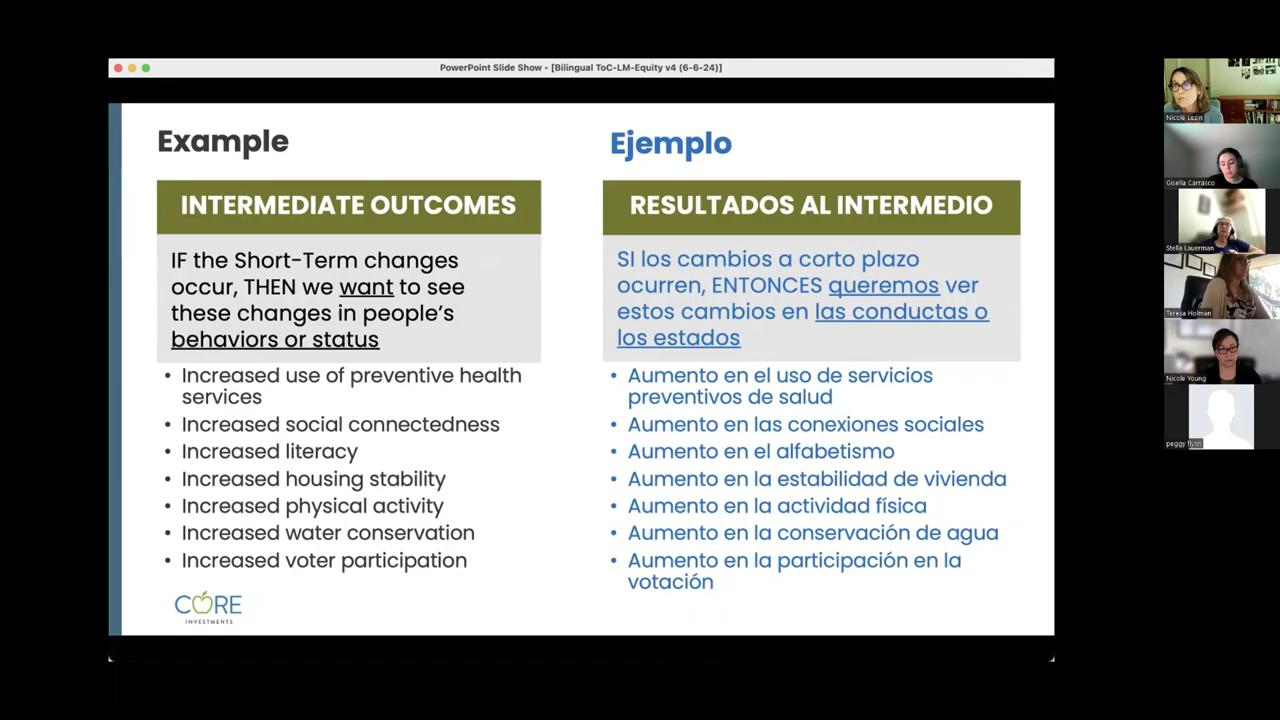 PowerPoint Slide Show - [Bilingual ToC-LM-Equity v4 (6-6-24)]
Example
INTERMEDIATE OUTCOMES
IF the Short-Term changes
occur, THEN we want to see
these changes in people's
behaviors or status
• Increased use of preventive health
services
• Increased social connectedness
• Increased literacy
• Increased housing stability
• Increased physical activity
• Increased water conservation
• Increased voter participation
CORE
INVESTMENTS
Ejemplo
RESULTADOS AL INTERMEDIO
SI los cambios a corto plazo
ocurren, ENTONCES queremos ver
estos cambios en las conductas o
los estados
• Aumento en el uso de servicios
preventivos de salud
• Aumento en las conexiones sociales
• Aumento en el alfabetismo
• Aumento en la estabilidad de vivienda
• Aumento en la actividad física
• Aumento en la conservación de agua
• Aumento en la participación en la
votación
Nicole Lezin
Gisella Carrasco
Stella Lauerman
Teresa Holman
Nicole Young
peggy flynn